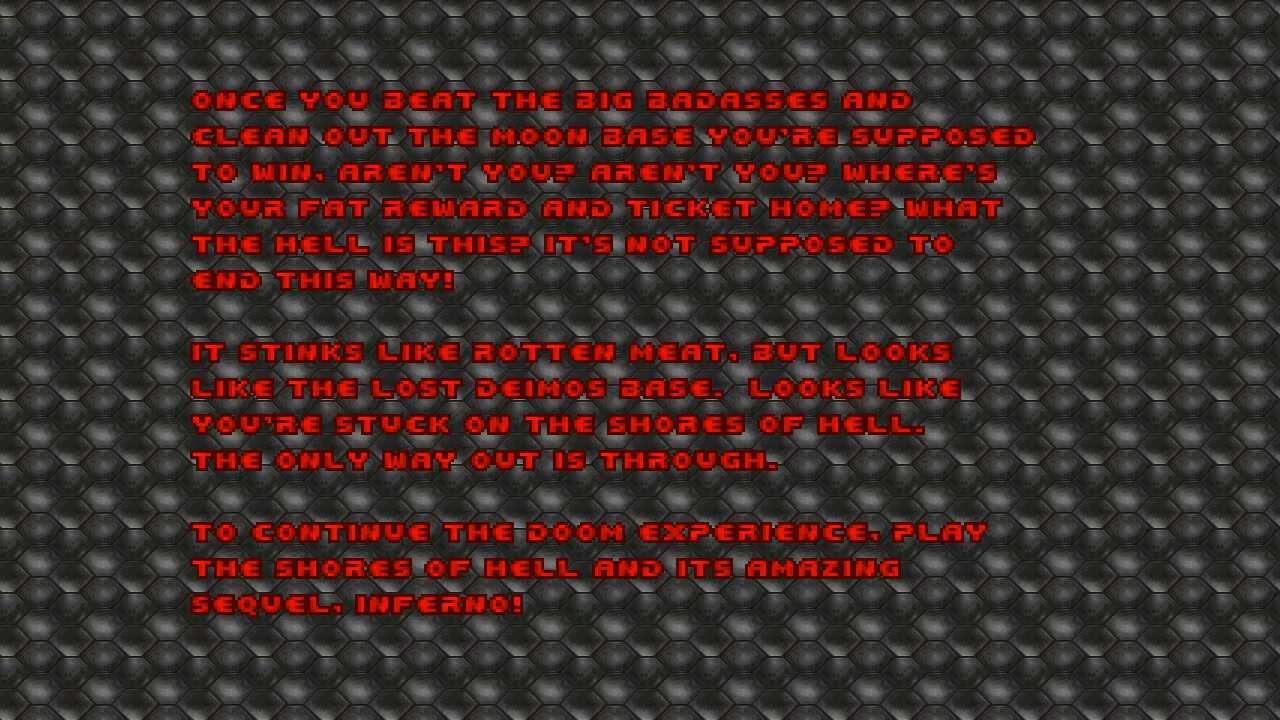 ONCE YOU BEAT THE BIG BADASSES AND
CLEAN OUT THE MOON BASE YOU'RE SUPPOSED
TO WIN, AREN'T YOU? AREN'T YOU? WHERE'S
YOUR FAT REWARD AND TICKET HOME? WHAT
THE HELL IS THIS? IT'S NOT SUPPOSED TO
END THIS WAY!
IT STINKS LIKE ROTTEN MEAT, BUT LOOKS
LIKE THE LOST DEIMOS BASE.  LOOKS LIKE
YOU'RE STUCK ON THE SHORES OF HELL.
THE ONLY WAY OUT IS THROUGH.
TO CONTINUE THE DOOM EXPERIENCE, PLAY
THE SHORES OF HELL AND ITS AMAZING
SEQUEL, INFERNO!